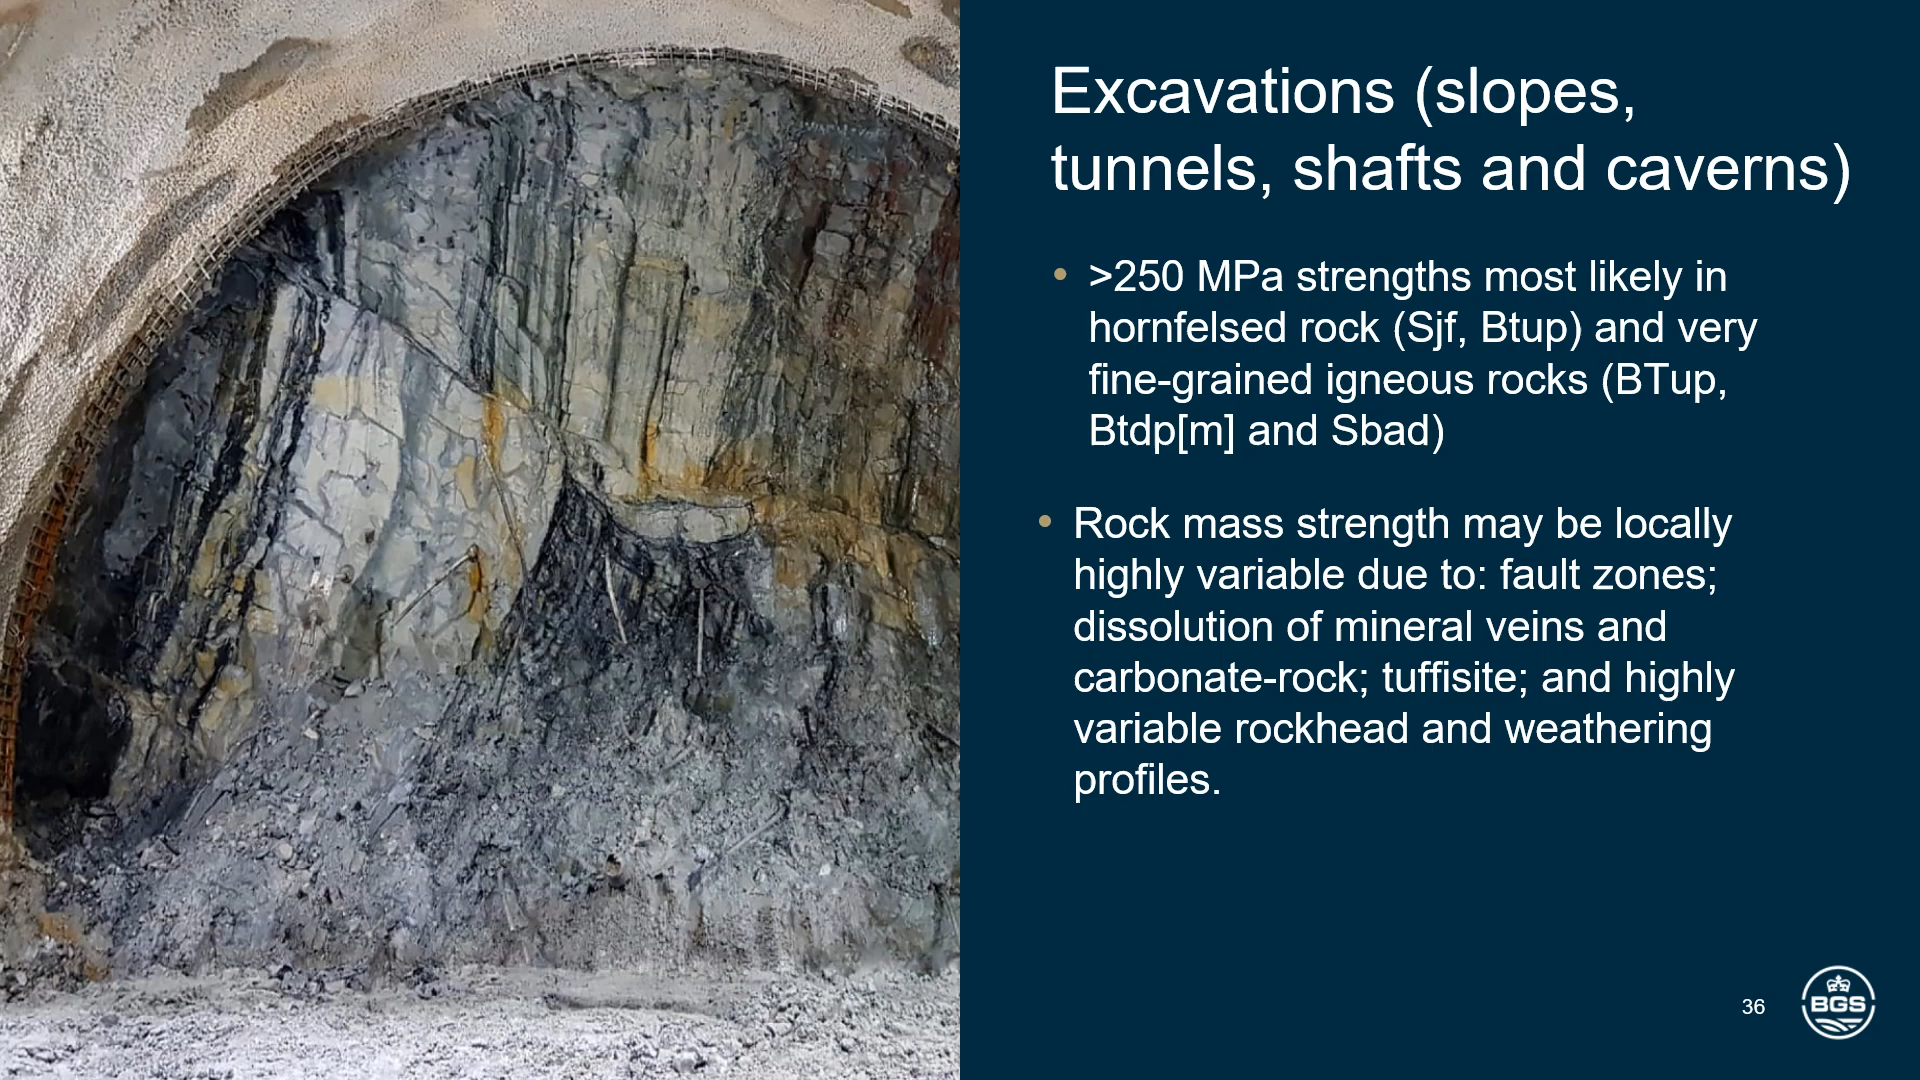 Excavations (slopes,
tunnels, shafts and caverns)
• >250 MPa strengths most likely in
hornfelsed rock (Sjf, Btup) and very
fine-grained igneous rocks (BTup,
Btdp[m] and Sbad)
• Rock mass strength may be locally
highly variable due to: fault zones;
dissolution of mineral veins and
carbonate-rock; tuffisite; and highly
variable rockhead and weathering
profiles.
36
BGS